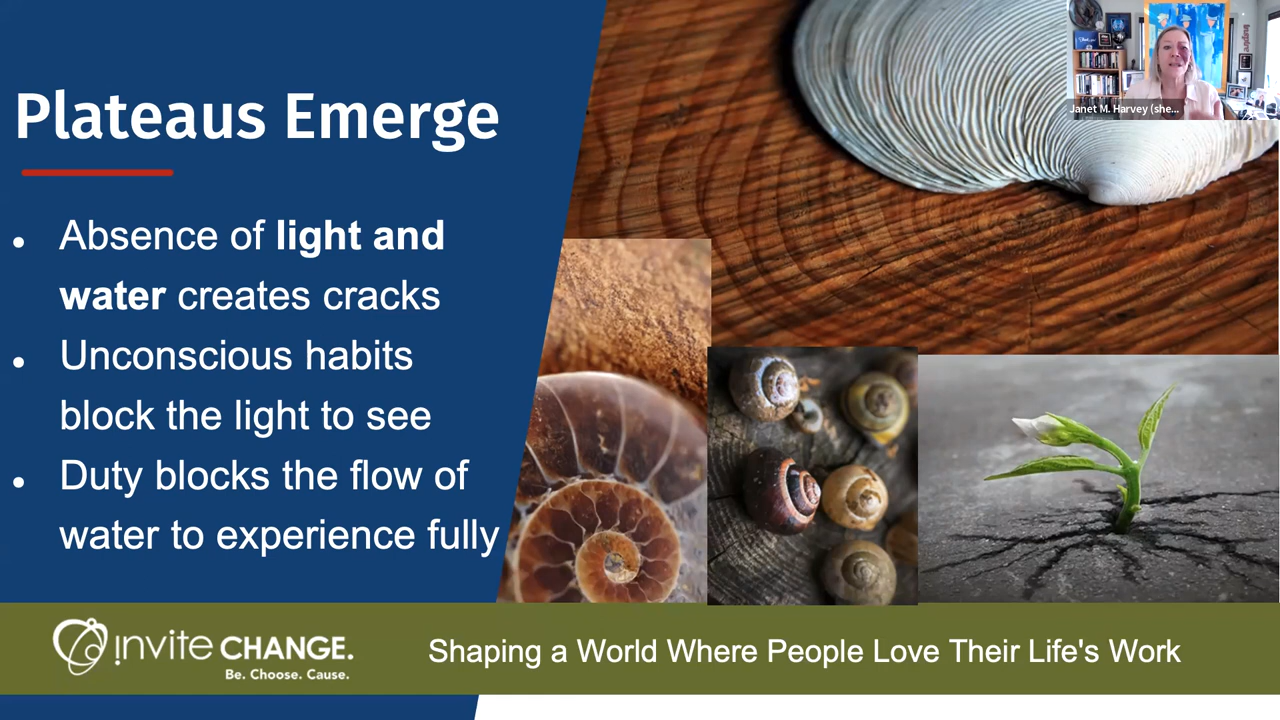 Plateaus Emerge
Absence of light and
water creates cracks
Unconscious habits
block the light to see
Duty blocks the flow of
water to experience fully
Janet M. Harvey (she...
invite CHANGE.
Be. Choose. Cause.
Shaping a World Where People Love Their Life's Work